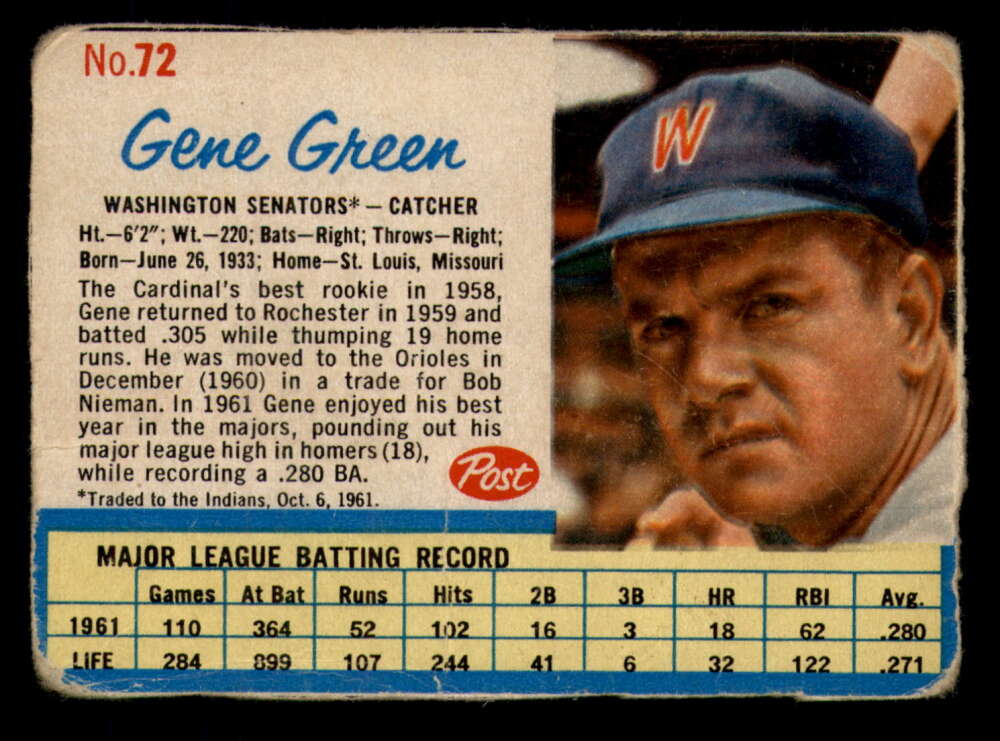 No.72
Gene Green
WASHINGTON SENATORS* – CATCHER
Ht.–6'2"; Wt.–220; Bats–Right; Throws–Right;
Born–June 26, 1933; Home–St. Louis, Missouri
The Cardinal's best rookie in 1958,
Gene returned to Rochester in 1959 and
batted .305 while thumping 19 home
runs. He was moved to the Orioles in
December (1960) in a trade for Bob
Nieman. In 1961 Gene enjoyed his best
year in the majors, pounding out his
major league high in homers (18),
while recording a .280 BA.
*Traded to the Indians, Oct. 6, 1961.
Post
W
MAJOR LEAGUE BATTING RECORD
Games At Bat Runs Hits 2B 3B HR RBI Avg.
1961 110 364 52 102 16 3 18 62 .280
LIFE 284 899 107 244 41 6 32 122 .271